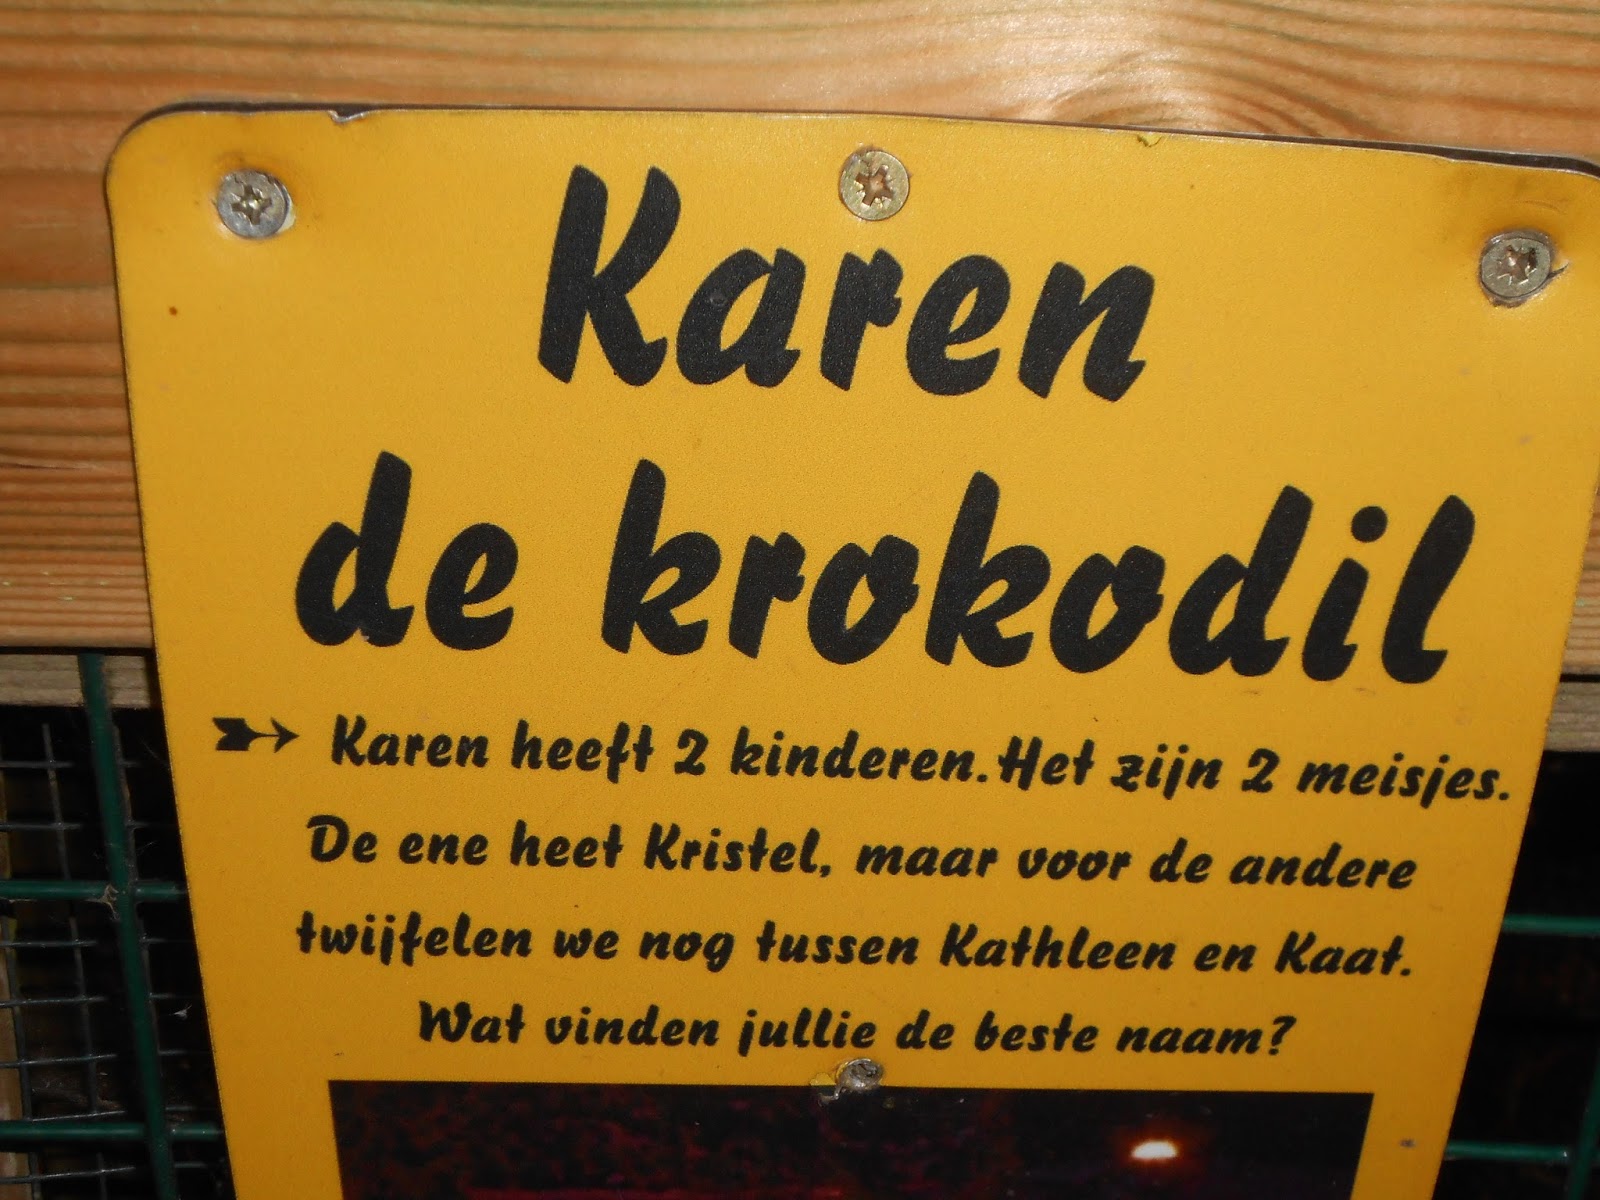 Karen
de krokodil
Karen heeft 2 kinderen. Het zijn 2 meisjes.
De ene heet Kristel, maar voor de andere
twijfelen we nog tussen Kathleen en Kaat.
Wat vinden jullie de beste naam?